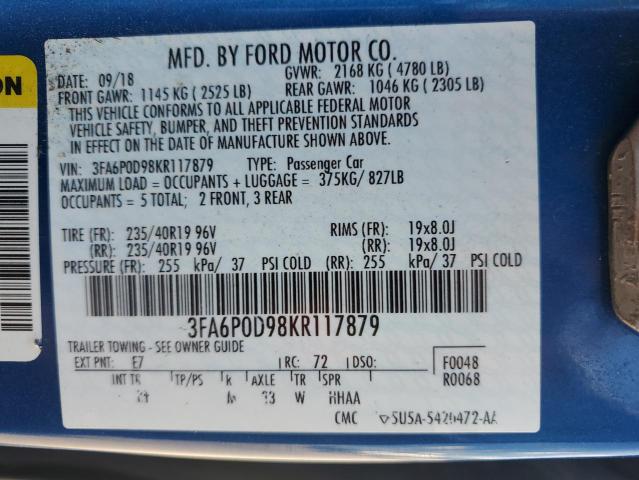 ON
MFD. BY FORD MOTOR CO.
DATE: 09/18 GVWR: 2168 KG ( 4780 LB)
FRONT GAWR: 1145 KG ( 2525 LB) REAR GAWR: 1046 KG ( 2305 LB)
THIS VEHICLE CONFORMS TO ALL APPLICABLE FEDERAL MOTOR
VEHICLE SAFETY, BUMPER, AND THEFT PREVENTION STANDARDS
IN EFFECT ON THE DATE OF MANUFACTURE SHOWN ABOVE.
VIN: 3FA6P0D98KR117879 TYPE: Passenger Car
MAXIMUM LOAD = OCCUPANTS + LUGGAGE = 375KG/ 827LB
OCCUPANTS = 5 TOTAL; 2 FRONT, 3 REAR
TIRE (FR): 235/40R19 96V RIMS (FR): 19x8.0J
(RR): 235/40R19 96V (RR): 19x8.0J
PRESSURE (FR): 255 kPa/ 37 PSI COLD (RR): 255 kPa/ 37 PSI COLD
3FA6P0D98KR117879
TRAILER TOWING - SEE OWNER GUIDE
EXT PNT: E7 RC: 72 DSO: F0048
INT TR TP/PS R AXLE TR SPR R0068
W HHAA
CMC